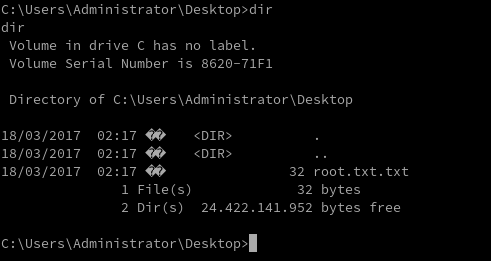 C:\Users\Administrator\Desktop>dir
dir
 Volume in drive C has no label.
 Volume Serial Number is 8620-71F1

 Directory of C:\Users\Administrator\Desktop

18/03/2017  02:17 ��    <DIR>          .
18/03/2017  02:17 ��    <DIR>          ..
18/03/2017  02:17 ��                32 root.txt.txt
               1 File(s)             32 bytes
               2 Dir(s)  24.422.141.952 bytes free

C:\Users\Administrator\Desktop>